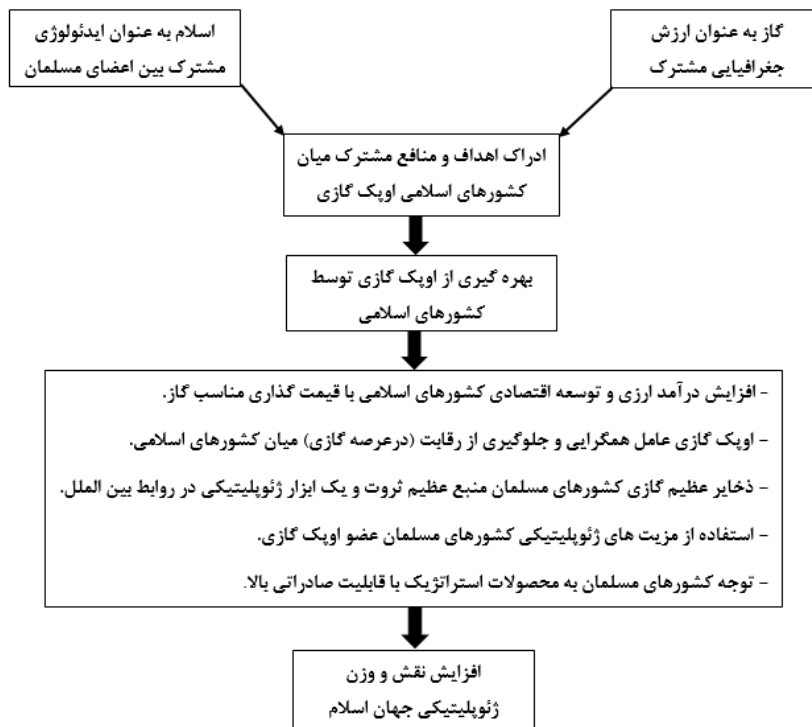 گاز به عنوان ارزش
جغرافیایی مشترک
اسلام به عنوان ایدئولوژی
مشترک بین اعضای مسلمان
ادراک اهداف و منافع مشترک میان
کشورهای اسلامی اوپک گازی
بهره گیری از اوپک گازی توسط
کشورهای اسلامی
- افزایش درآمد ارزی و توسعه اقتصادی کشورهای اسلامی با قیمت گذاری مناسب گاز.
- اوپک گازی عامل همگرایی و جلوگیری از رقابت (درعرصه گازی) میان کشورهای اسلامی.
- ذخایر عظیم گازی کشورهای مسلمان منبع عظیم ثروت و یک ابزار ژئوپلیتیکی در روابط بین الملل.
- استفاده از مزیت های ژئوپلیتیکی کشورهای مسلمان عضو اوپک گازی.
- توجه کشورهای مسلمان به محصولات استراتژیک با قابلیت صادراتی بالا.
افزایش نقش و وزن
ژئوپلیتیکی جهان اسلام